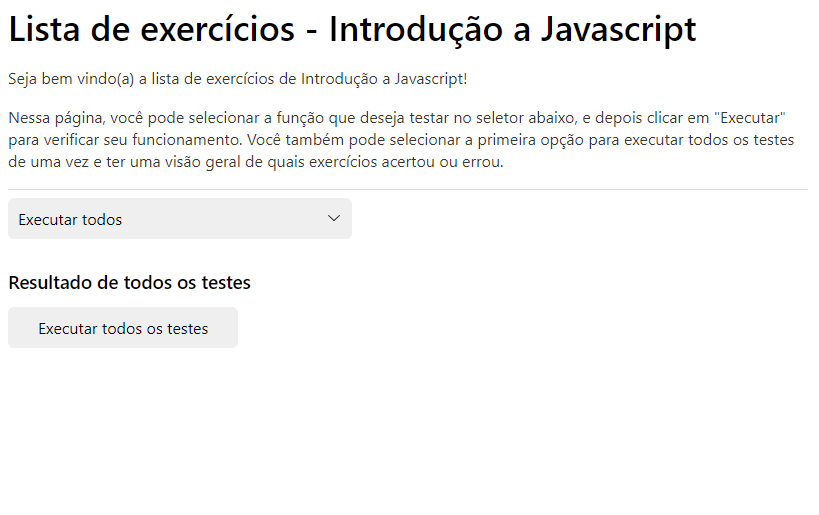 Lista de exercícios - Introdução a Javascript
Seja bem vindo(a) a lista de exercícios de Introdução a Javascript!
Nessa página, você pode selecionar a função que deseja testar no seletor abaixo, e depois clicar em "Executar"
para verificar seu funcionamento. Você também pode selecionar a primeira opção para executar todos os testes
de uma vez e ter uma visão geral de quais exercícios acertou ou errou.
Executar todos
Resultado de todos os testes
Executar todos os testes